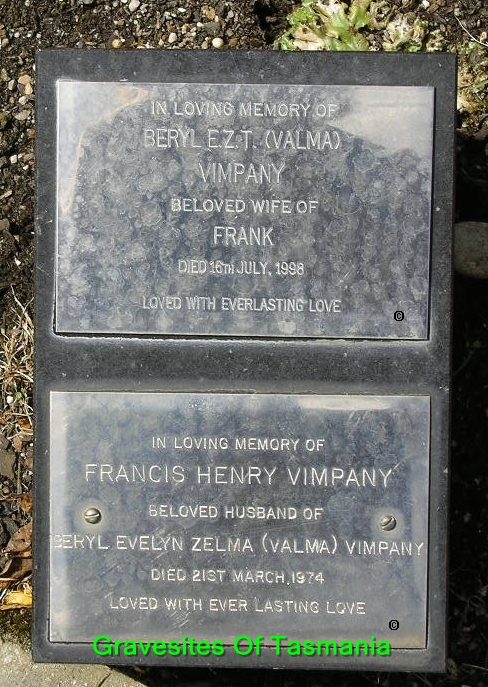 IN LOVING MEMORY OF
BERYL E.Z.T. (VALMA)
VIMPANY
BELOVED WIFE OF
FRANK
DIED 16TH JULY, 1998
LOVED WITH EVERLASTING LOVE
©
IN LOVING MEMORY OF
FRANCIS HENRY VIMPANY
BELOVED HUSBAND OF
BERYL EVELYN ZELMA (VALMA) VIMPANY
DIED 21ST MARCH, 1974
LOVED WITH EVER LASTING LOVE
©
Gravesites Of Tasmania